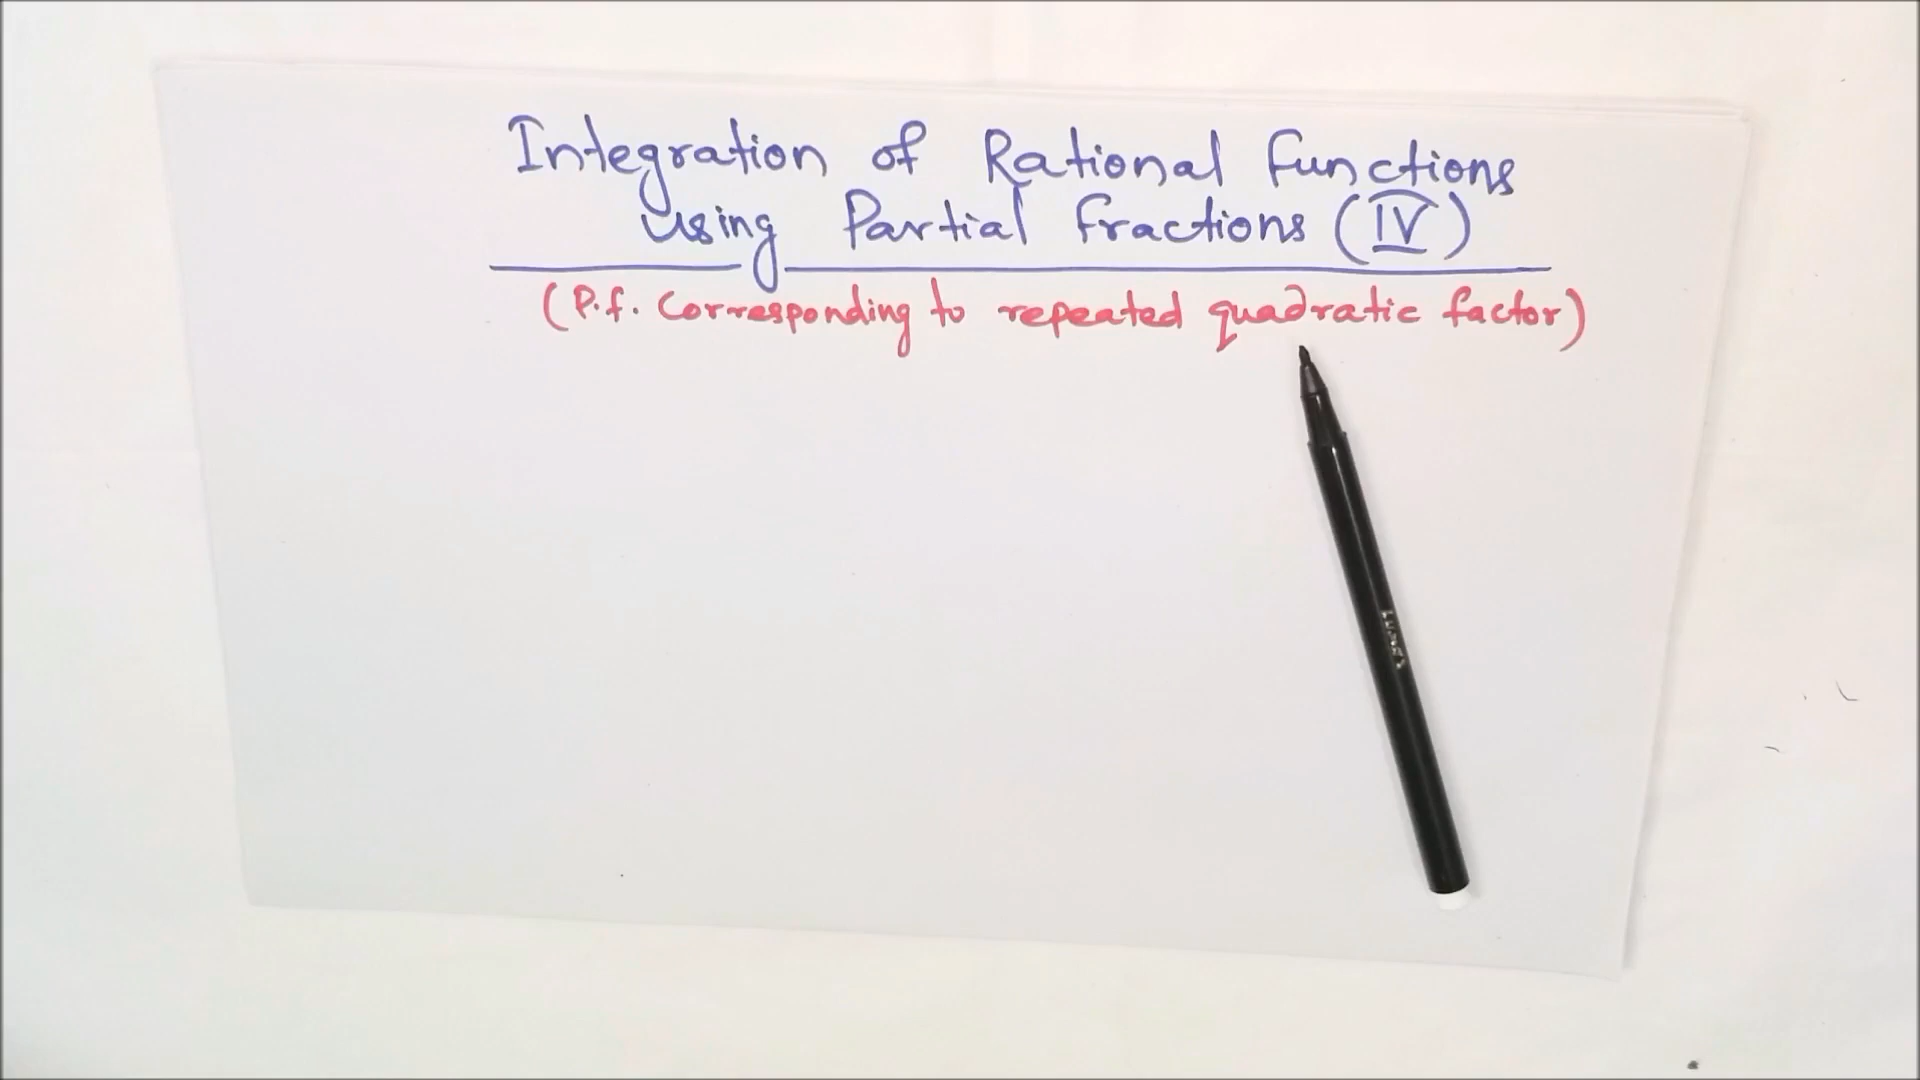 Integration of Rational Functions
using Partial Fractions (IV)
(P.f. Corresponding to repeated quadratic factor)